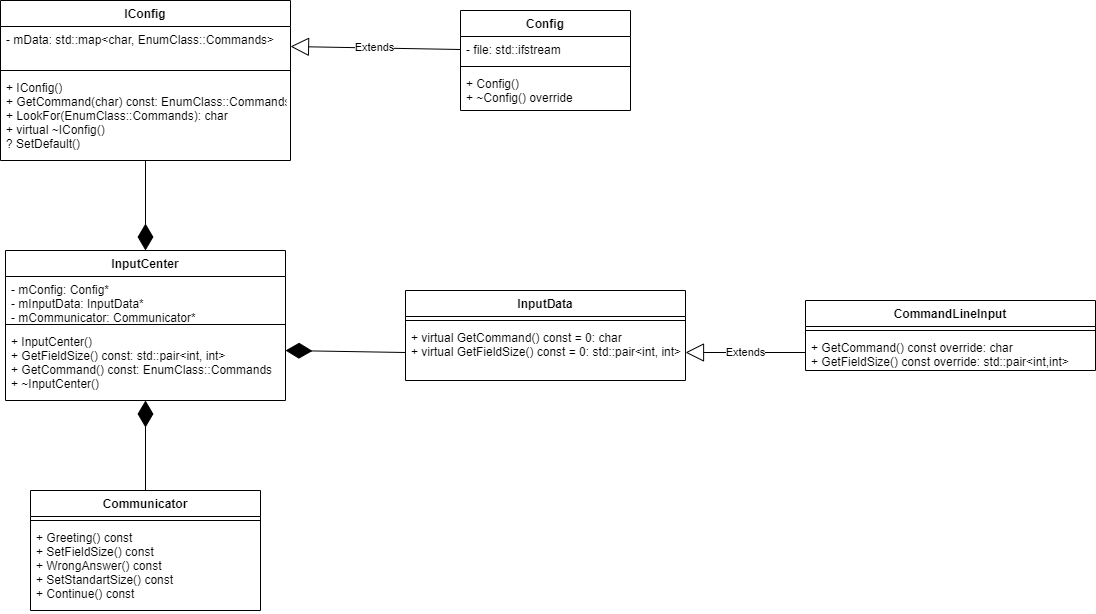 IConfig
- mData: std::map<char, EnumClass::Commands>
+ IConfig()
+ GetCommand(char) const: EnumClass::Commands
+ LookFor(EnumClass::Commands): char
+ virtual ~IConfig()
? SetDefault()
Extends
Config
- file: std::ifstream
+ Config()
+ ~Config() override
InputCenter
- mConfig: Config*
- mInputData: InputData*
- mCommunicator: Communicator*
+ InputCenter()
+ GetFieldSize() const: std::pair<int, int>
+ GetCommand() const: EnumClass::Commands
+ ~InputCenter()
InputData
+ virtual GetCommand() const = 0: char
+ virtual GetFieldSize() const = 0: std::pair<int, int>
Extends
CommandLineInput
+ GetCommand() const override: char
+ GetFieldSize() const override: std::pair<int,int>
Communicator
+ Greeting() const
+ SetFieldSize() const
+ WrongAnswer() const
+ SetStandartSize() const
+ Continue() const